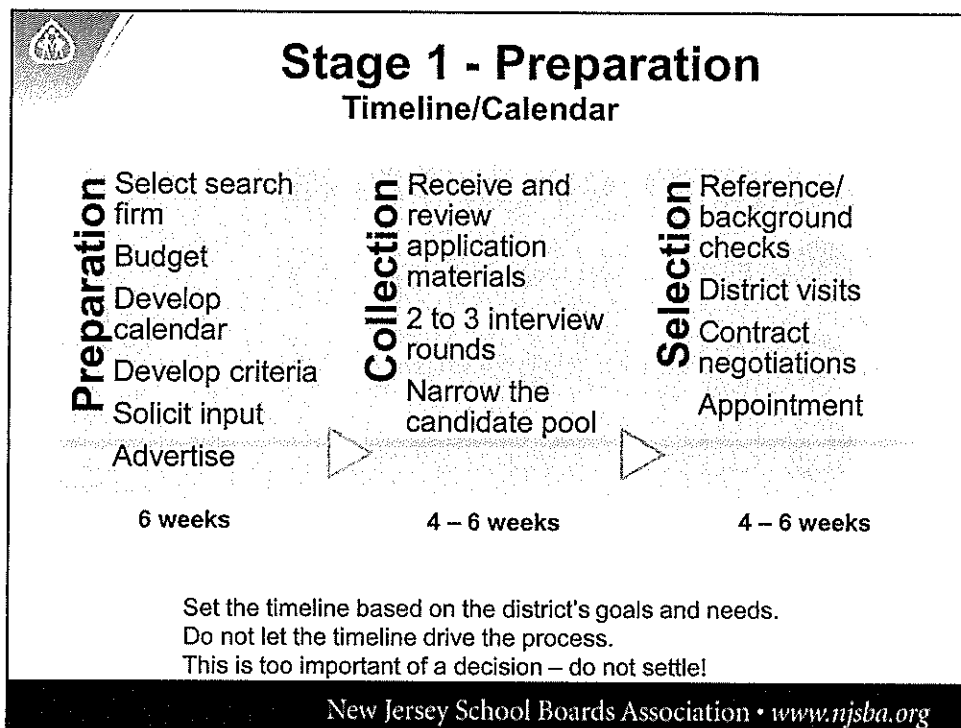 Stage 1 - Preparation
Timeline/Calendar
Preparation
Select search
firm
Budget
Develop
calendar
Develop criteria
Solicit input
Advertise
6 weeks
Collection
Receive and
review
application
materials
2 to 3 interview
rounds
Narrow the
candidate pool
4 – 6 weeks
Selection
Reference/
background
checks
District visits
Contract
negotiations
Appointment
4 – 6 weeks
Set the timeline based on the district's goals and needs.
Do not let the timeline drive the process.
This is too important of a decision – do not settle!
New Jersey School Boards Association • www.njsba.org